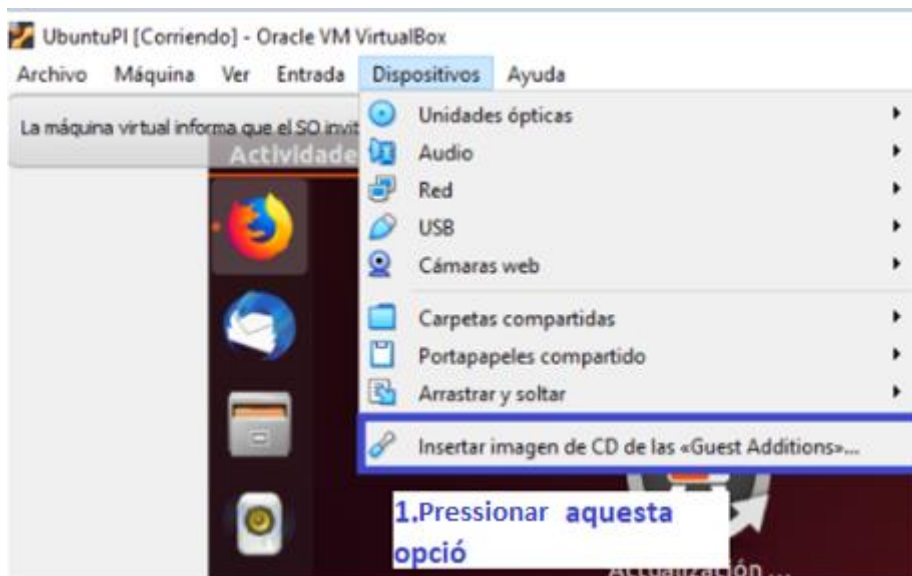 UbuntuPI [Corriendo] - Oracle VM VirtualBox
Archivo Máquina Ver Entrada Dispositivos Ayuda
La máquina virtual informa que el SO invit
Actividade
Unidades ópticas
Audio
Red
USB
Cámaras web
Carpetas compartidas
Portapapeles compartido
Arrastrar y soltar
Insertar imagen de CD de las «Guest Additions»...
1.Pressionar aquesta
opció
Actualización ...